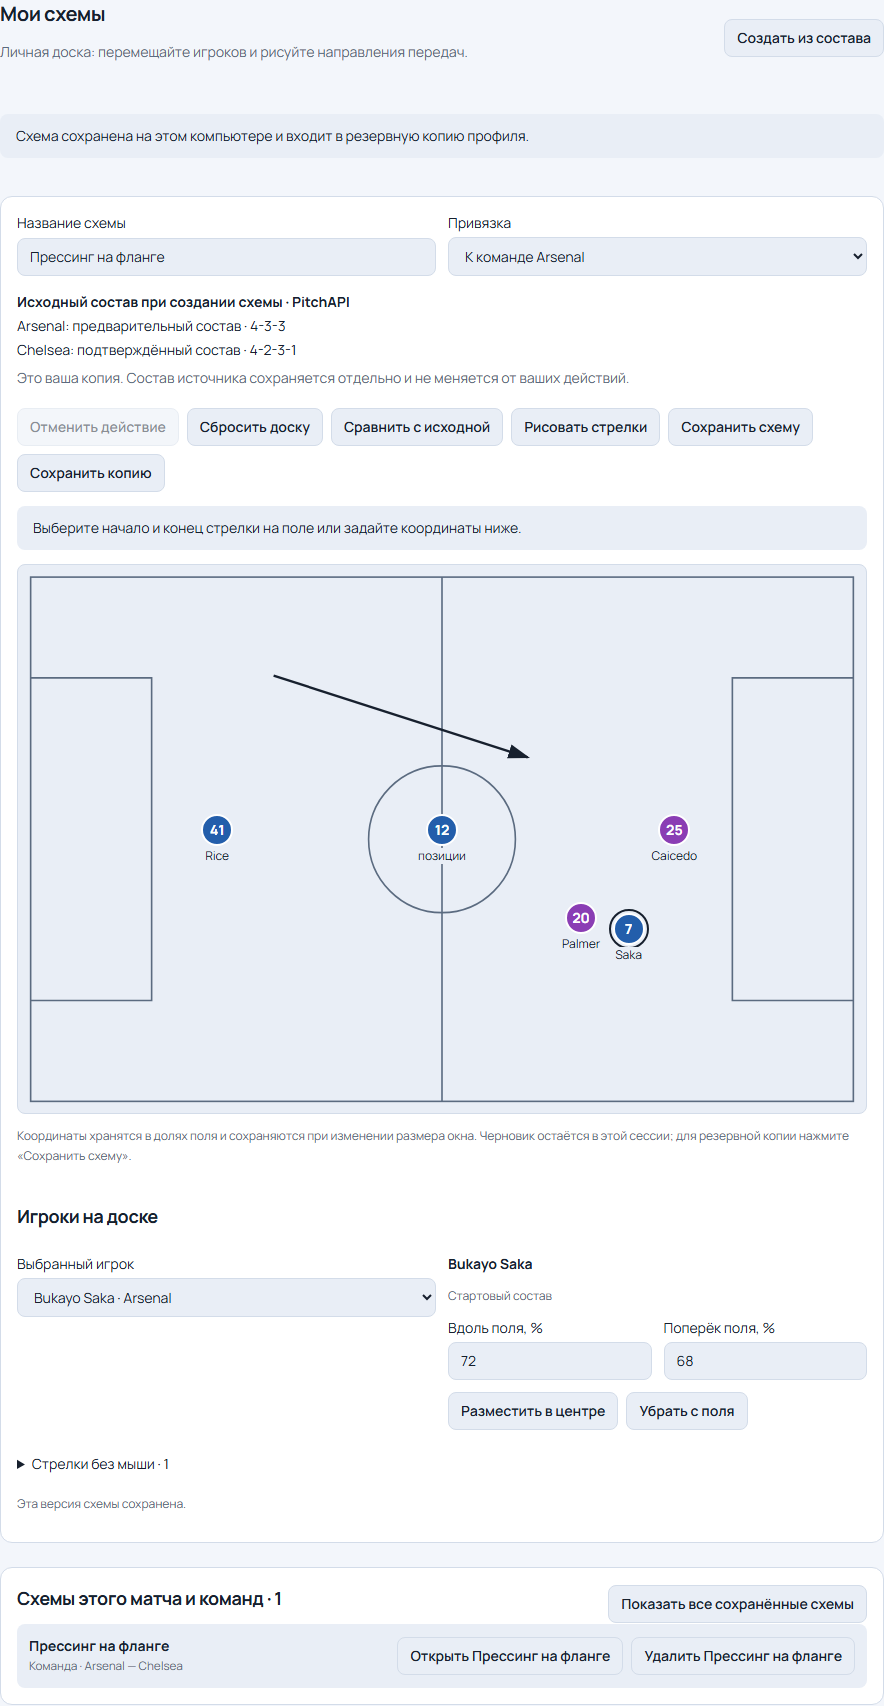 Мои схемы
Личная доска: перемещайте игроков и рисуйте направления передач.
Создать из состава
Схема сохранена на этом компьютере и входит в резервную копию профиля.
Название схемы
Привязка
Прессинг на фланге
К команде Arsenal
Исходный состав при создании схемы · PitchAPI
Arsenal: предварительный состав · 4-3-3
Chelsea: подтверждённый состав · 4-2-3-1
Это ваша копия. Состав источника сохраняется отдельно и не меняется от ваших действий.
Отменить действие
Сбросить доску
Сравнить с исходной
Рисовать стрелки
Сохранить схему
Сохранить копию
Выберите начало и конец стрелки на поле или задайте координаты ниже.
41
Rice
12
позиции
25
Caicedo
20
Palmer
7
Saka
Координаты хранятся в долях поля и сохраняются при изменении размера окна. Черновик остаётся в этой сессии; для резервной копии нажмите
«Сохранить схему».
Игроки на доске
Выбранный игрок
Bukayo Saka · Arsenal
Bukayo Saka
Стартовый состав
Вдоль поля, %
Поперёк поля, %
72
68
Разместить в центре
Убрать с поля
Стрелки без мыши · 1
Эта версия схемы сохранена.
Схемы этого матча и команд · 1
Показать все сохранённые схемы
Прессинг на фланге
Команда · Arsenal — Chelsea
Открыть Прессинг на фланге
Удалить Прессинг на фланге